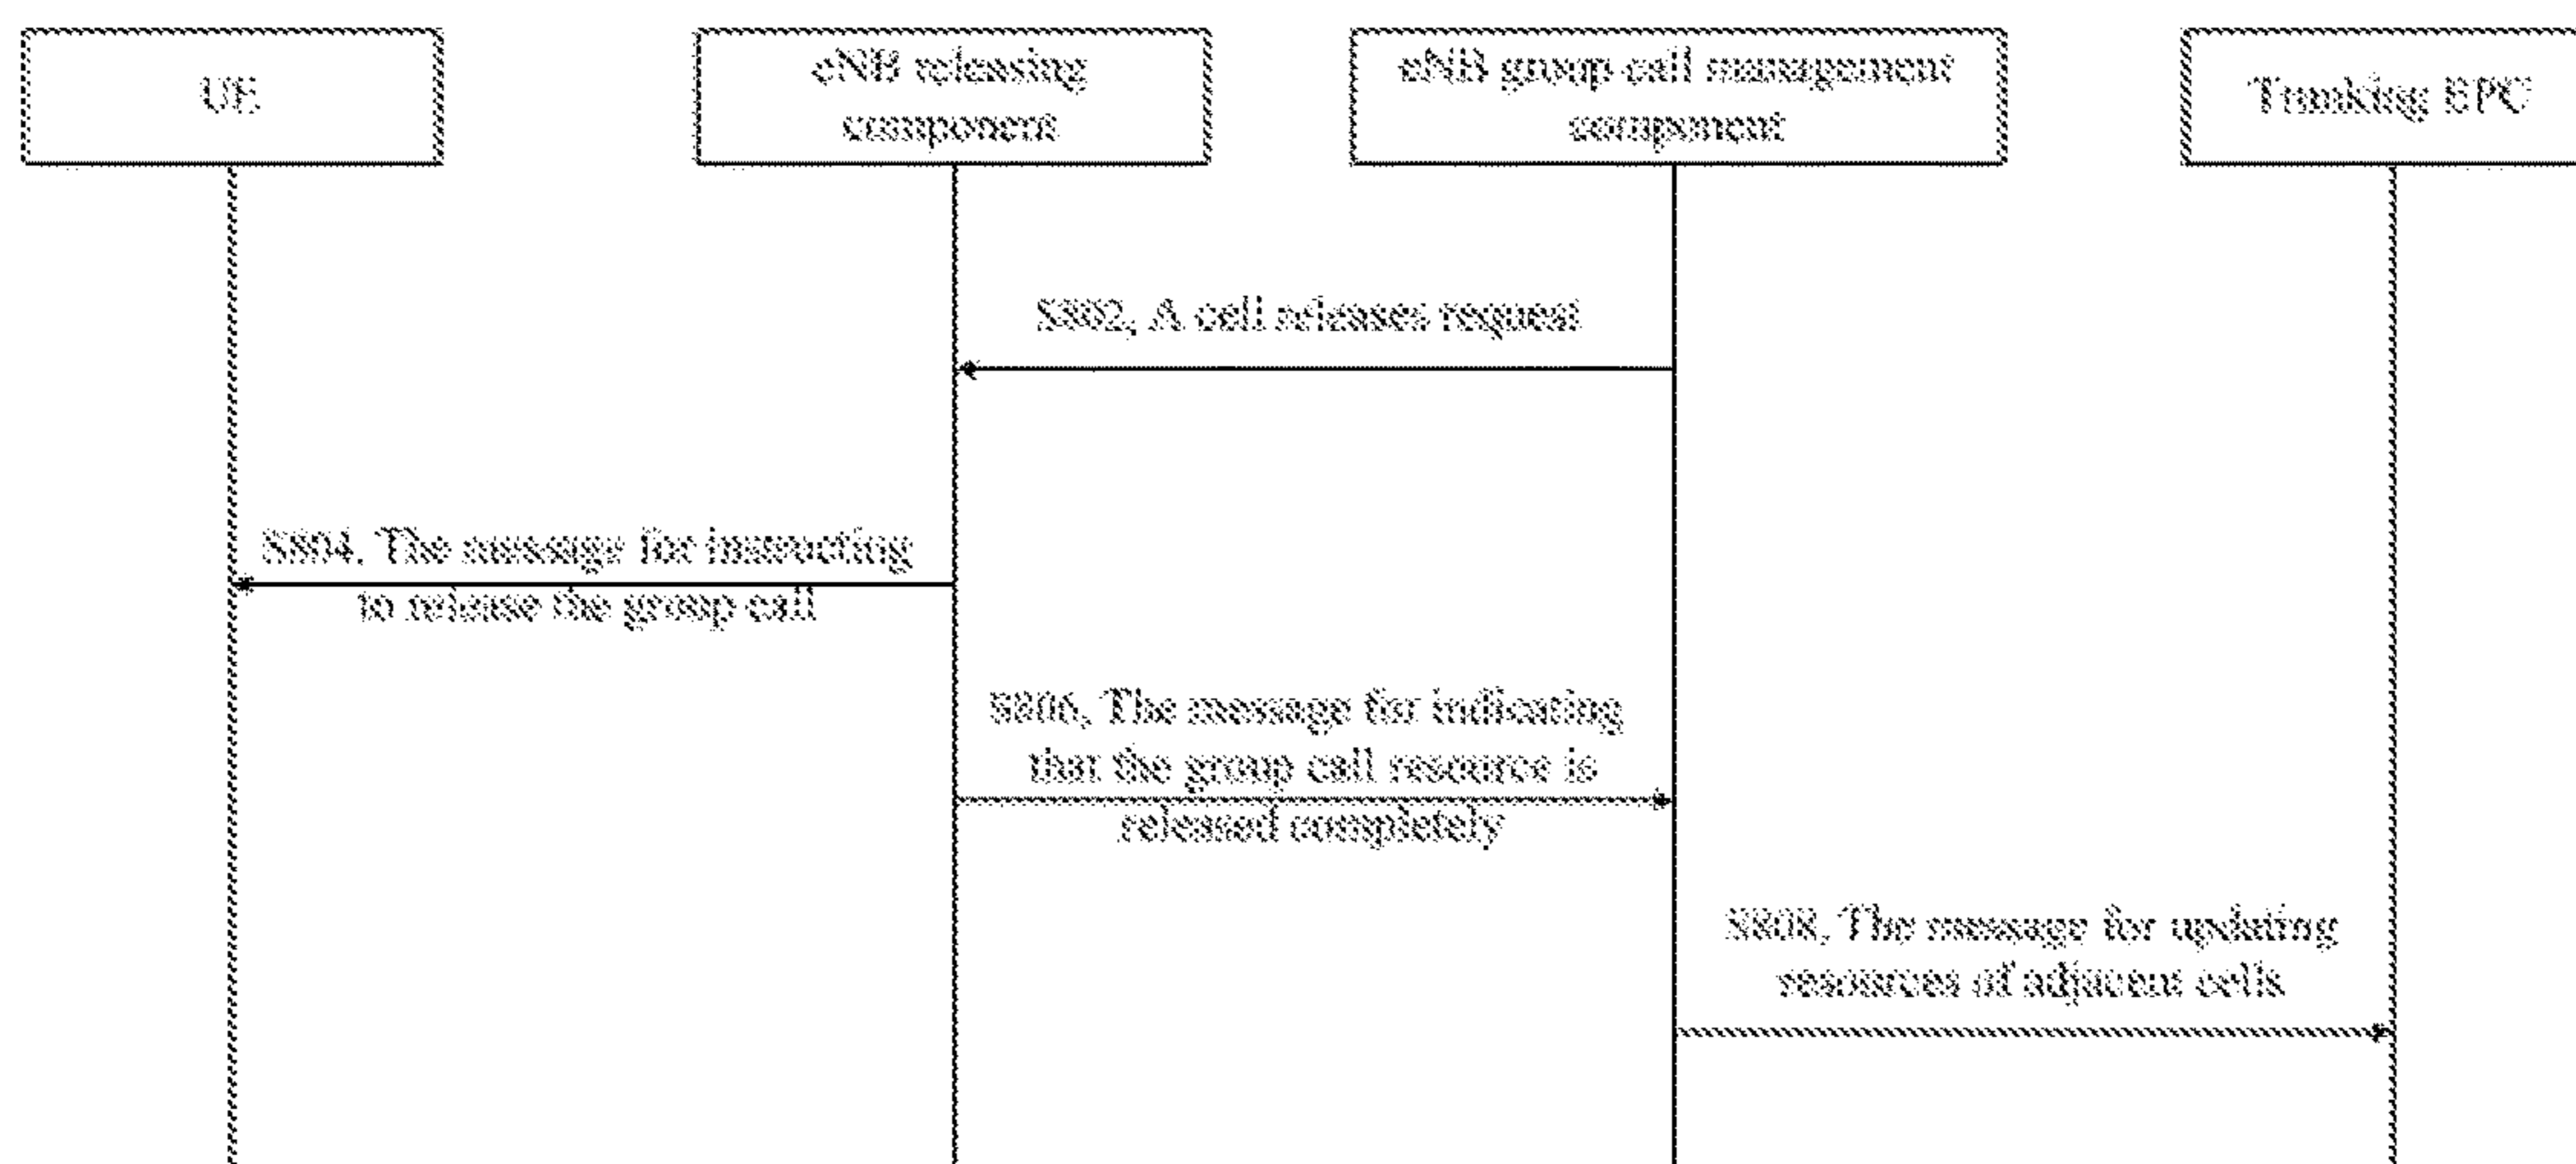 UE
eNB releasing
component
eNB group call management
component
Trunking EPC
S802, A cell releases request
S804, The message for instructing
to release the group call
S806, The message for indicating
that the group call resource is
released completely
S808, The message for updating
resources of adjacent cells